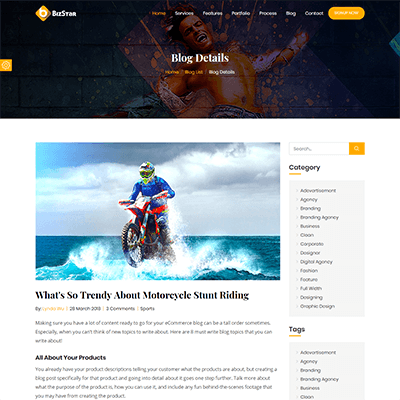 BizStar
Home Services Features Portfolio Process Blog Contact SIGNUP NOW
Blog Details
Home Blog List Blog Details
Search...
Category
Adovertisement
Agency
Branding
Branding Agency
Business
Clean
Corporate
Designer
Digital Agency
Fashion
Feature
Full Width
Designing
Graphic Design
What's So Trendy About Motorcycle Stunt Riding
By 28 March 2019 3 Comments Sports
Making sure you have a lot of content ready to go for your eCommerce blog can be a tall order sometimes.
Especially, when you can't think of new topics to write about. Here are 8 must write blog topics that you can
write about!
All About Your Products
You already have your product descriptions telling your customer what the products are about, but creating a
blog post specifically for that product and going into detail about it goes one step further. Talk more about
what the purpose of the product is, how you can use it, and include any fun behind-the-scenes footage that
you may have from creating the product.
Tags
Adovertisement
Agency
Branding
Branding Agency
Business